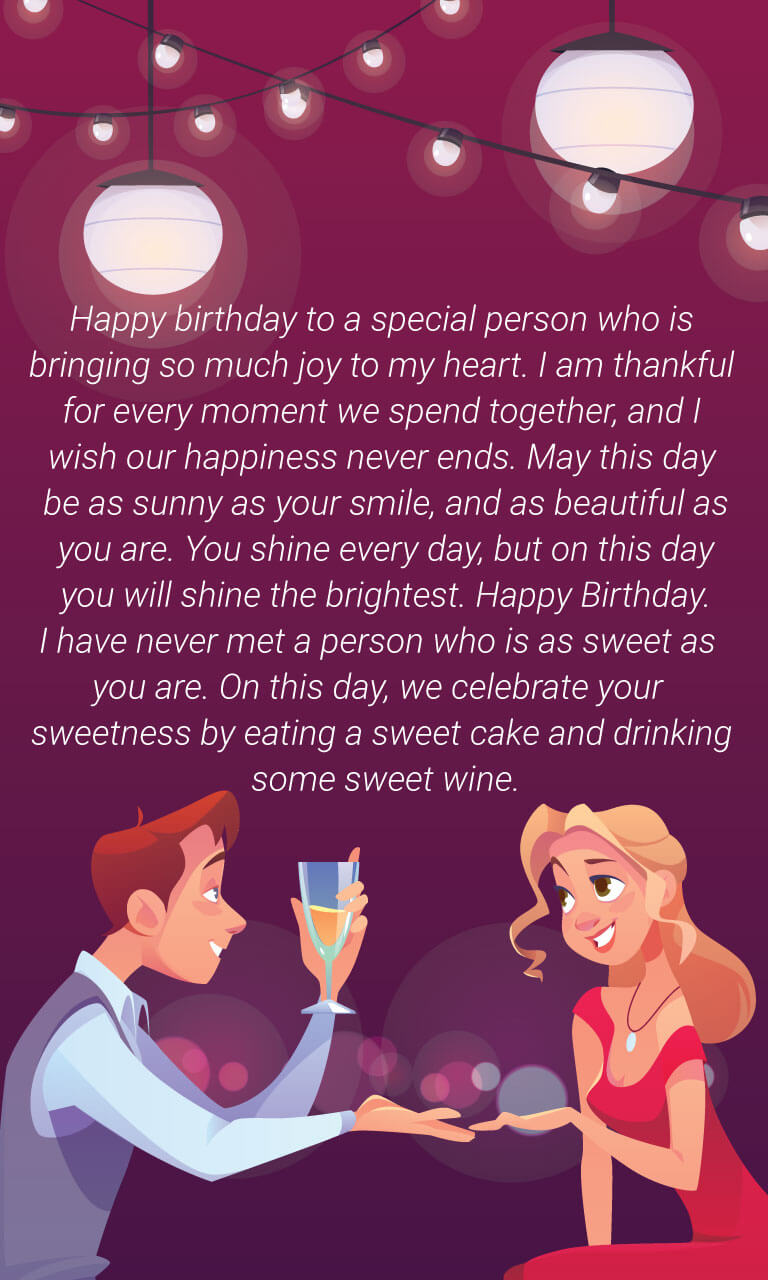 Happy birthday to a special person who is
bringing so much joy to my heart. I am thankful
for every moment we spend together, and I
wish our happiness never ends. May this day
be as sunny as your smile, and as beautiful as
you are. You shine every day, but on this day
you will shine the brightest. Happy Birthday.
I have never met a person who is as sweet as
you are. On this day, we celebrate your
sweetness by eating a sweet cake and drinking
some sweet wine.